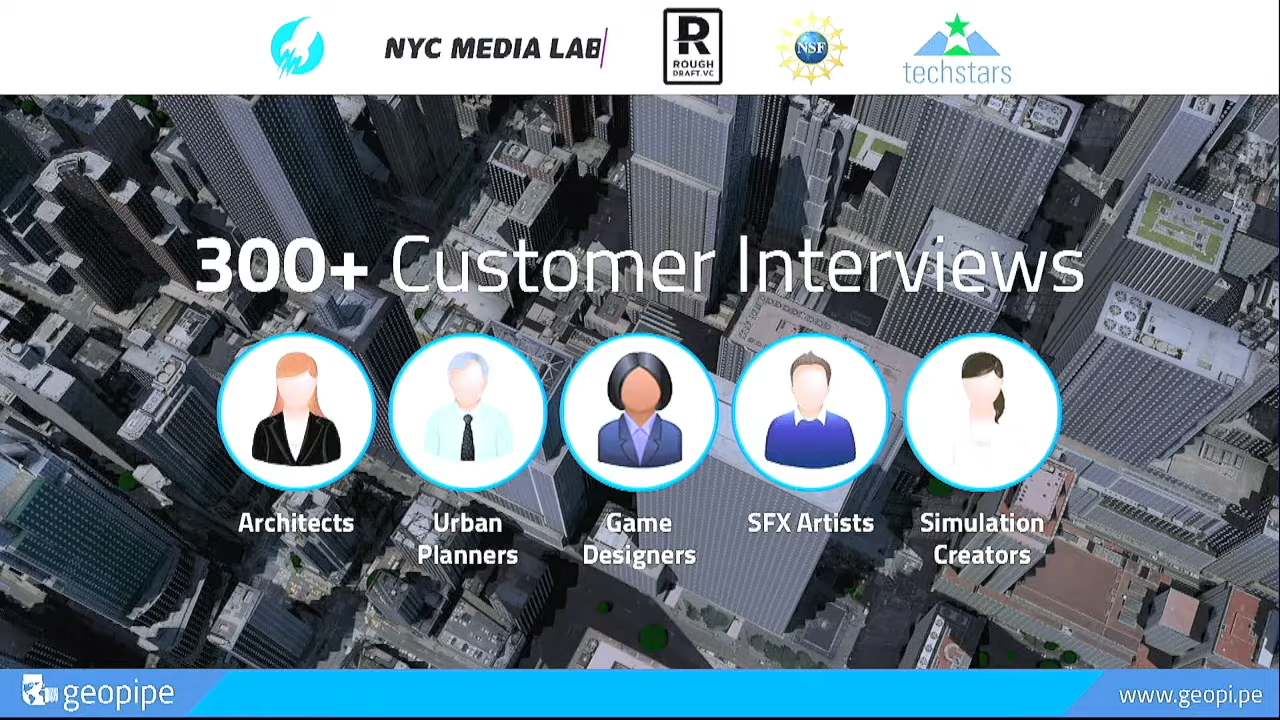 NYC MEDIA LAB
R
ROUGH
DRAFT.VC
NSF
techstars
300+ Customer Interviews
Architects
Urban
Planners
Game
Designers
SFX Artists
Simulation
Creators
geopipe
www.geopi.pe